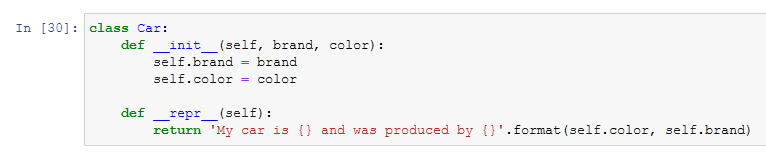 In [30]: class Car:
    def __init__(self, brand, color):
        self.brand = brand
        self.color = color
    def __repr__(self):
        return 'My car is {} and was produced by {}'.format(self.color, self.brand)